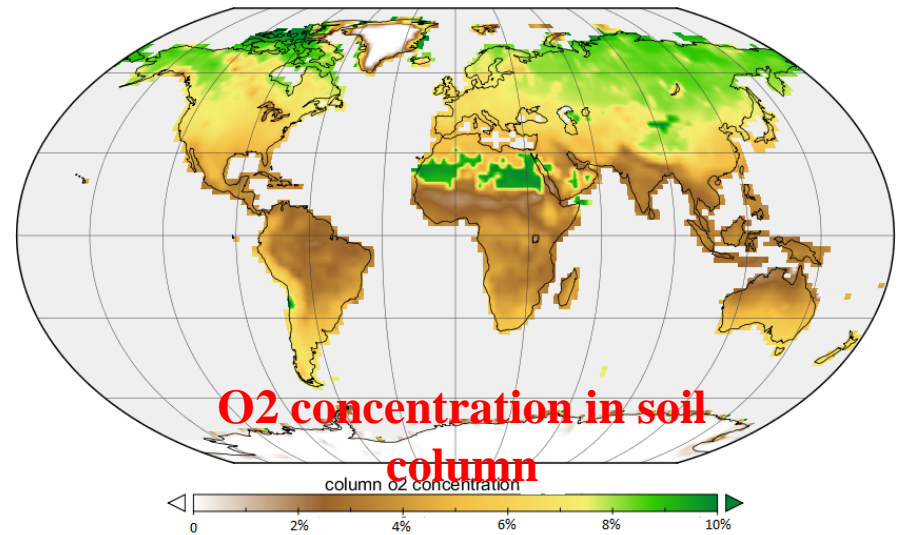 O2 concentration in soil
column
column o2 concentration
0 2% 4% 6% 8% 10%